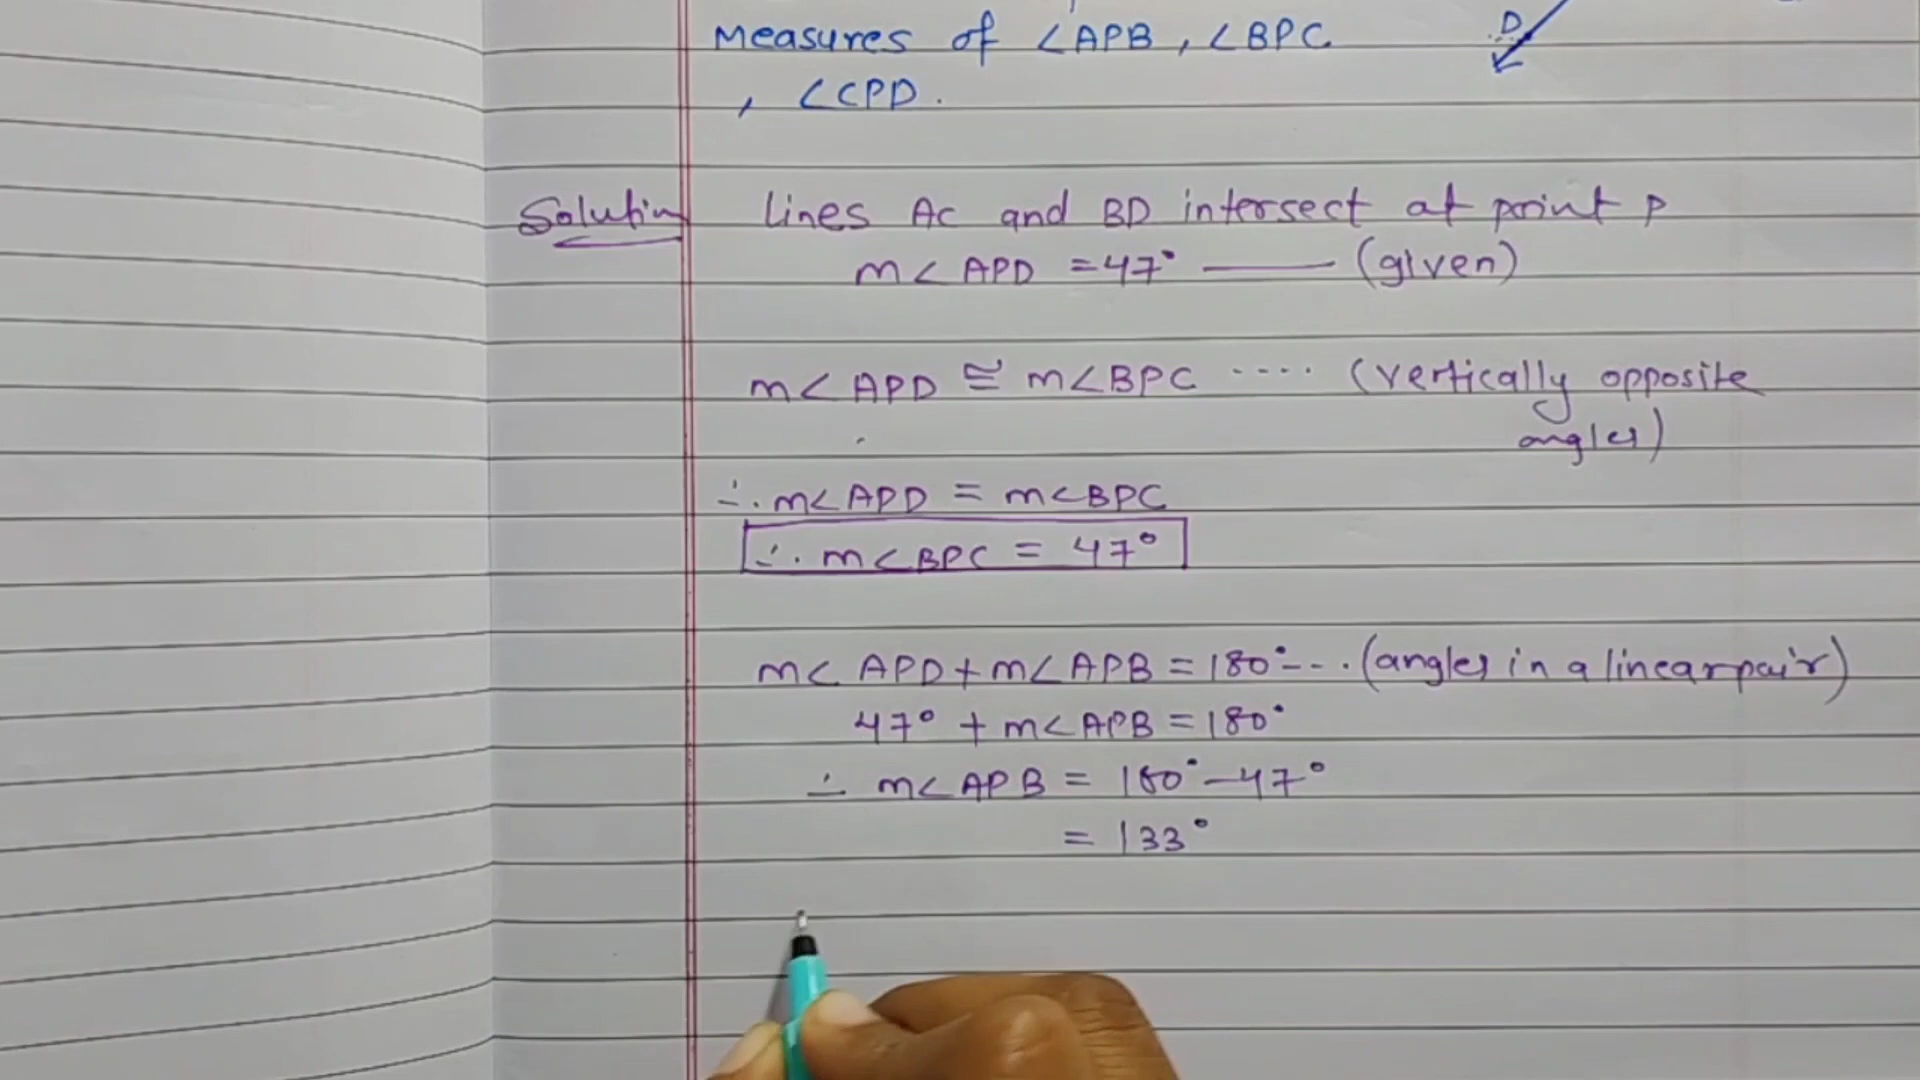 Measures of ∠APB, ∠BPC
, ∠CPD.
D
Solution lines AC and BD intersect at point P
m∠APD = 47° —— (given)
m∠APD ≅ m∠BPC ···· (vertically opposite
angles)
∴ m∠APD = m∠BPC
∴ m∠BPC = 47°
m∠APD + m∠APB = 180° --·· (angles in a linear pair)
47° + m∠APB = 180°
∴ m∠APB = 180° - 47°
= 133°